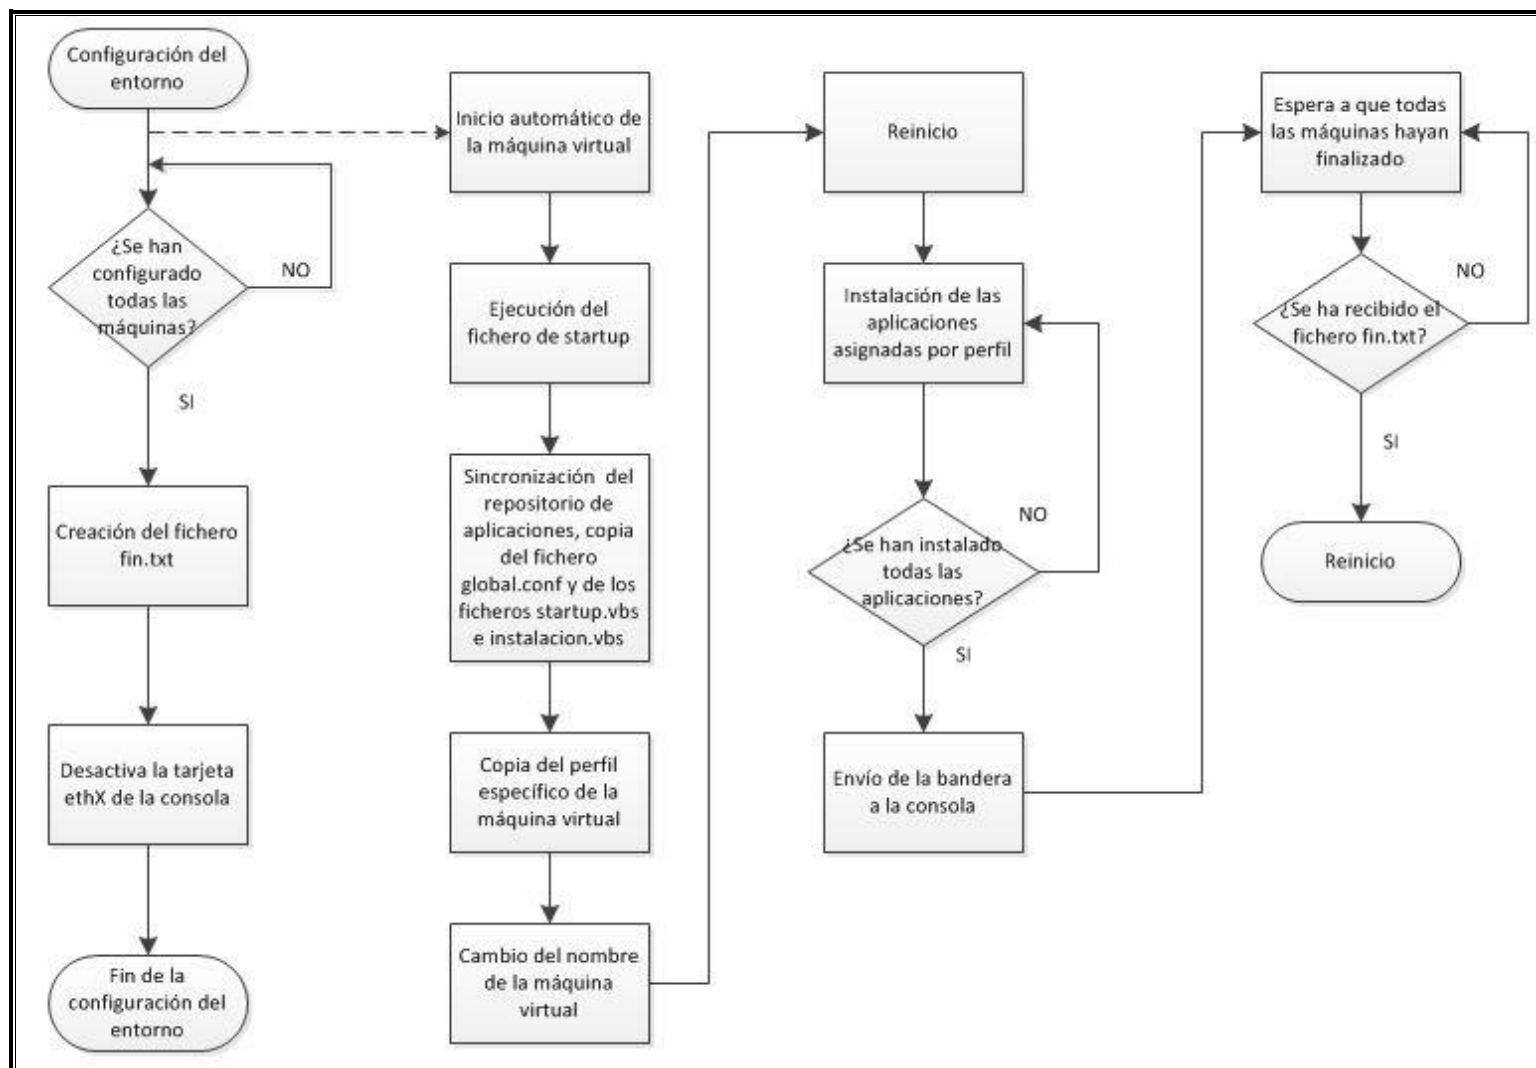 Configuración del
entorno
¿Se han
configurado
todas las
máquinas?
NO
SI
Creación del fichero
fin.txt
Desactiva la tarjeta
ethX de la consola
Fin de la
configuración del
entorno
Inicio automático de
la máquina virtual
Ejecución del
fichero de startup
Sincronización del
repositorio de
aplicaciones, copia
del fichero
global.conf y de los
ficheros startup.vbs
e instalacion.vbs
Copia del perfil
específico de la
máquina virtual
Cambio del nombre
de la máquina
virtual
Reinicio
Instalación de las
aplicaciones
asignadas por perfil
¿Se han instalado
todas las
aplicaciones?
NO
SI
Envío de la bandera
a la consola
Espera a que todas
las máquinas hayan
finalizado
¿Se ha recibido el
fichero fin.txt?
NO
SI
Reinicio